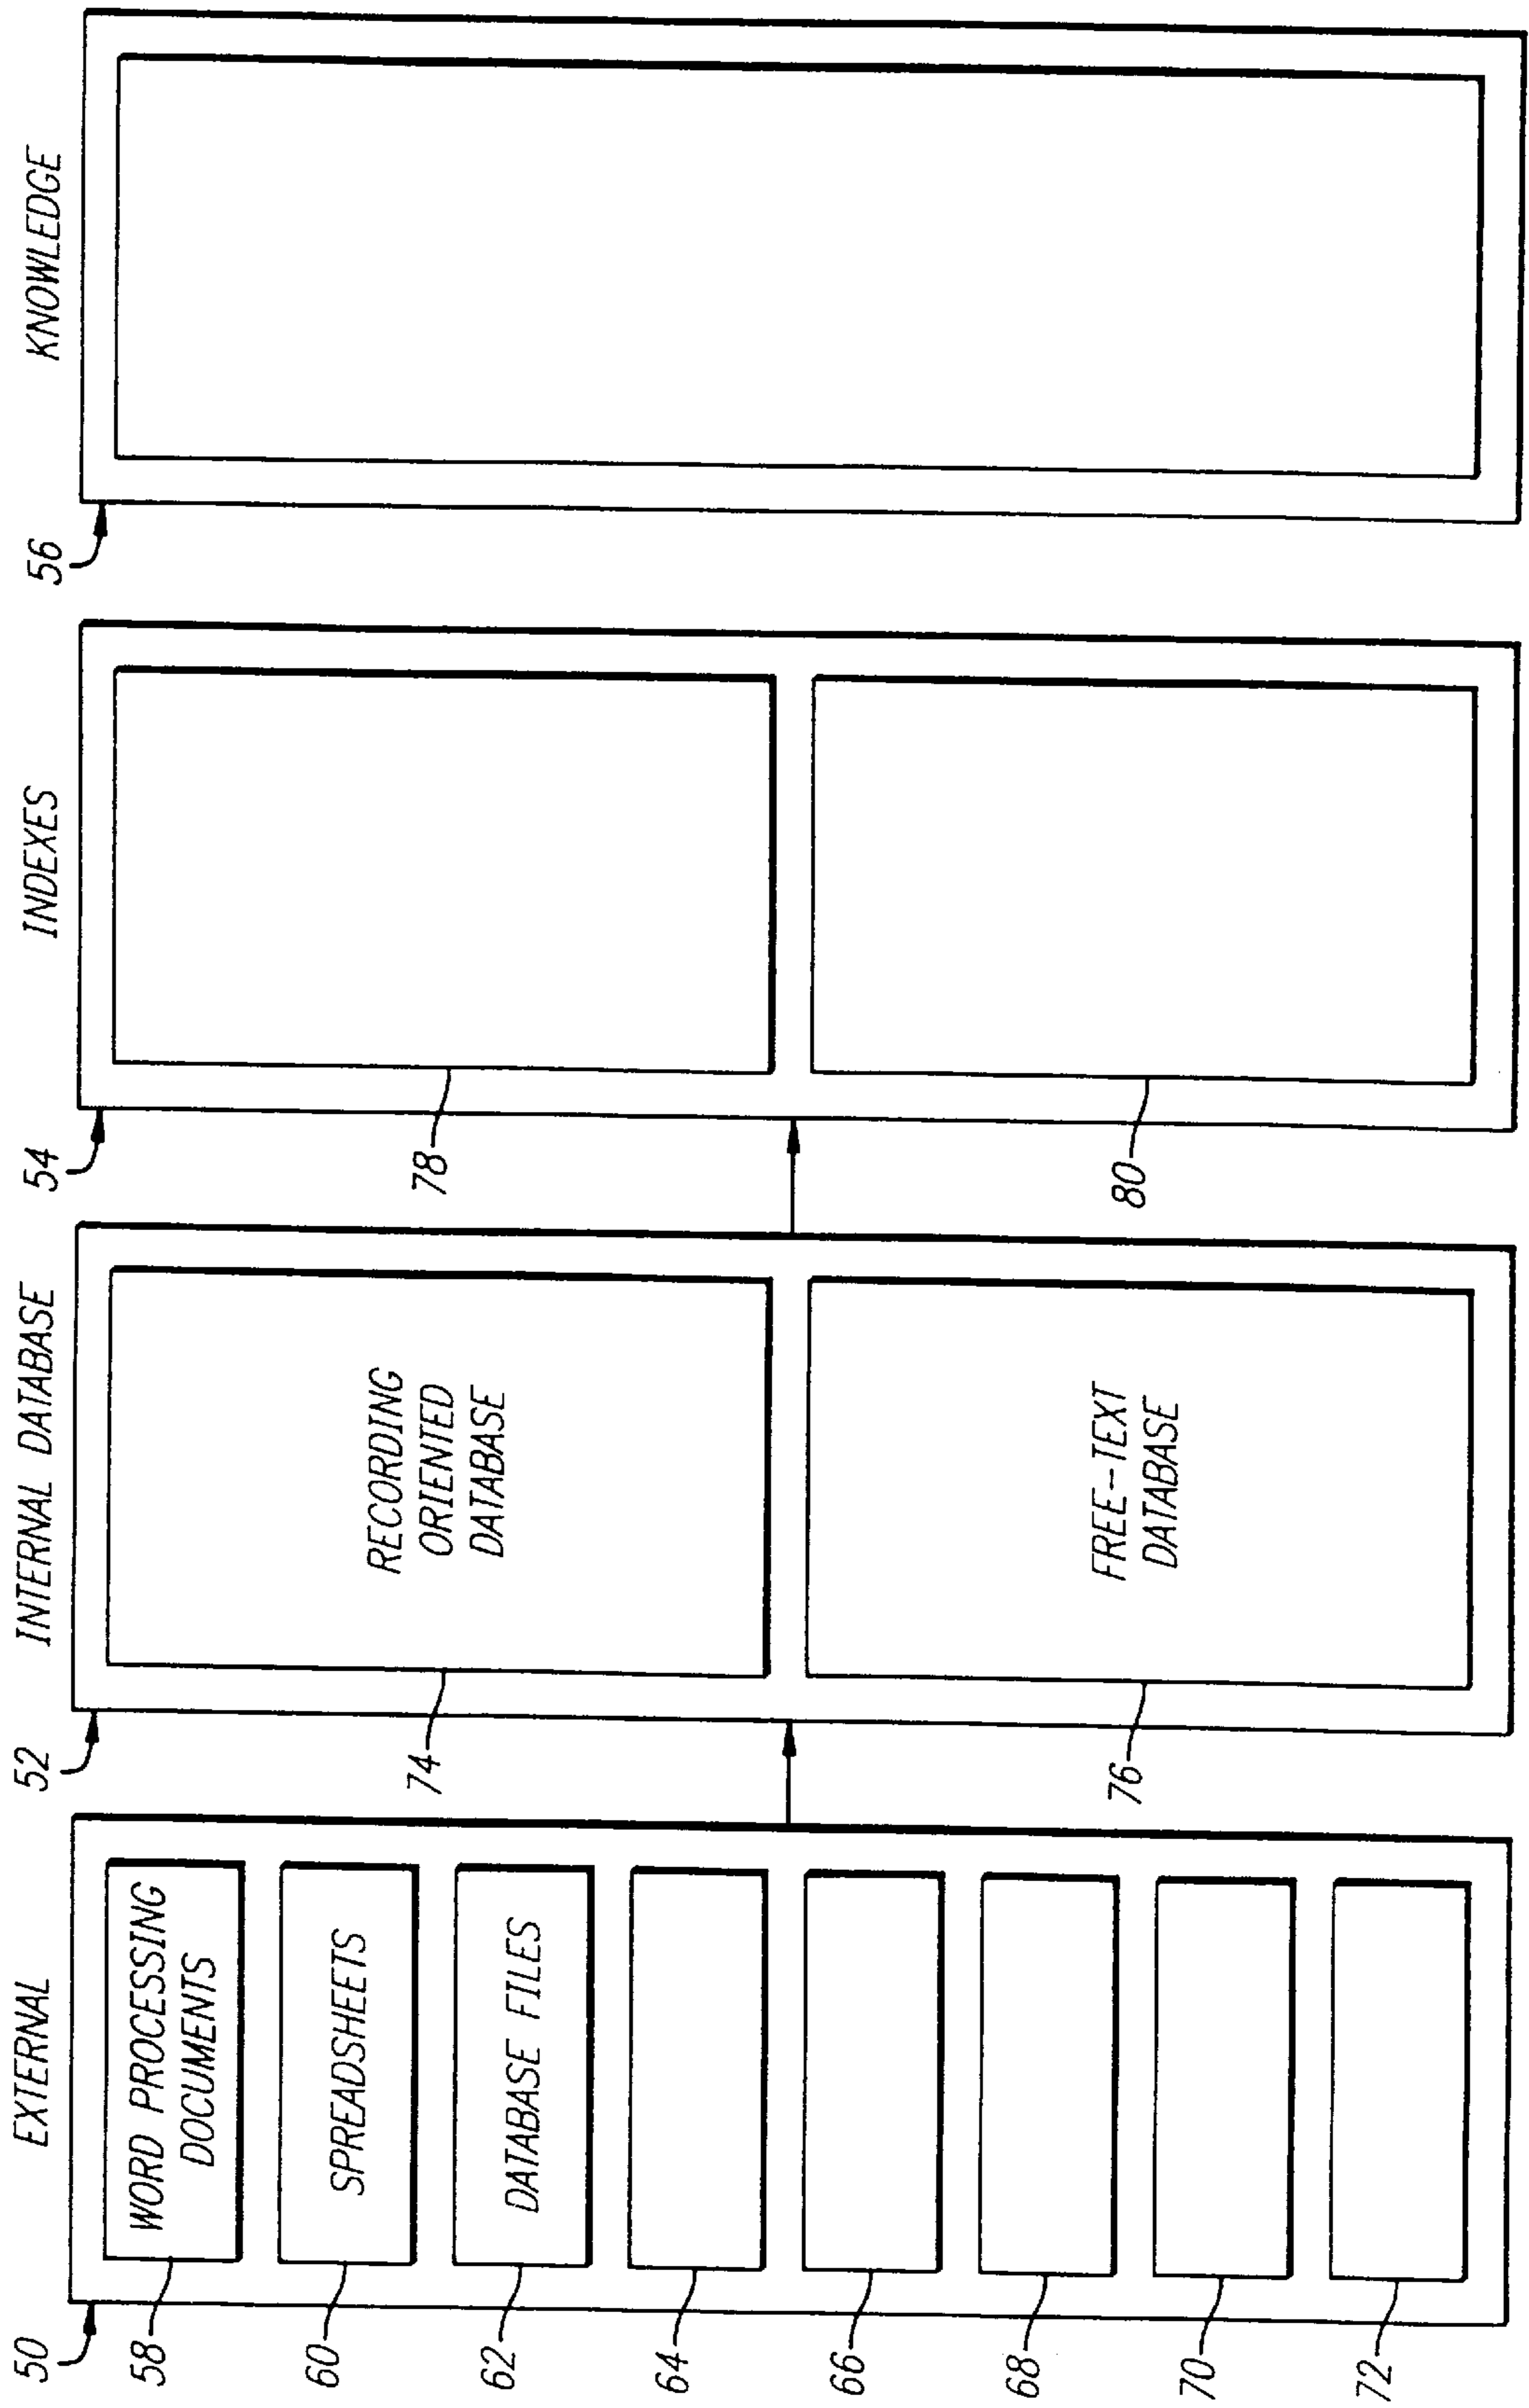 EXTERNAL
50
WORD PROCESSING
DOCUMENTS
58
SPREADSHEETS
60
DATABASE FILES
62
64
66
68
70
72
INTERNAL DATABASE
52
RECORDING
ORIENTED
DATABASE
74
FREE-TEXT
DATABASE
76
INDEXES
54
78
80
KNOWLEDGE
56